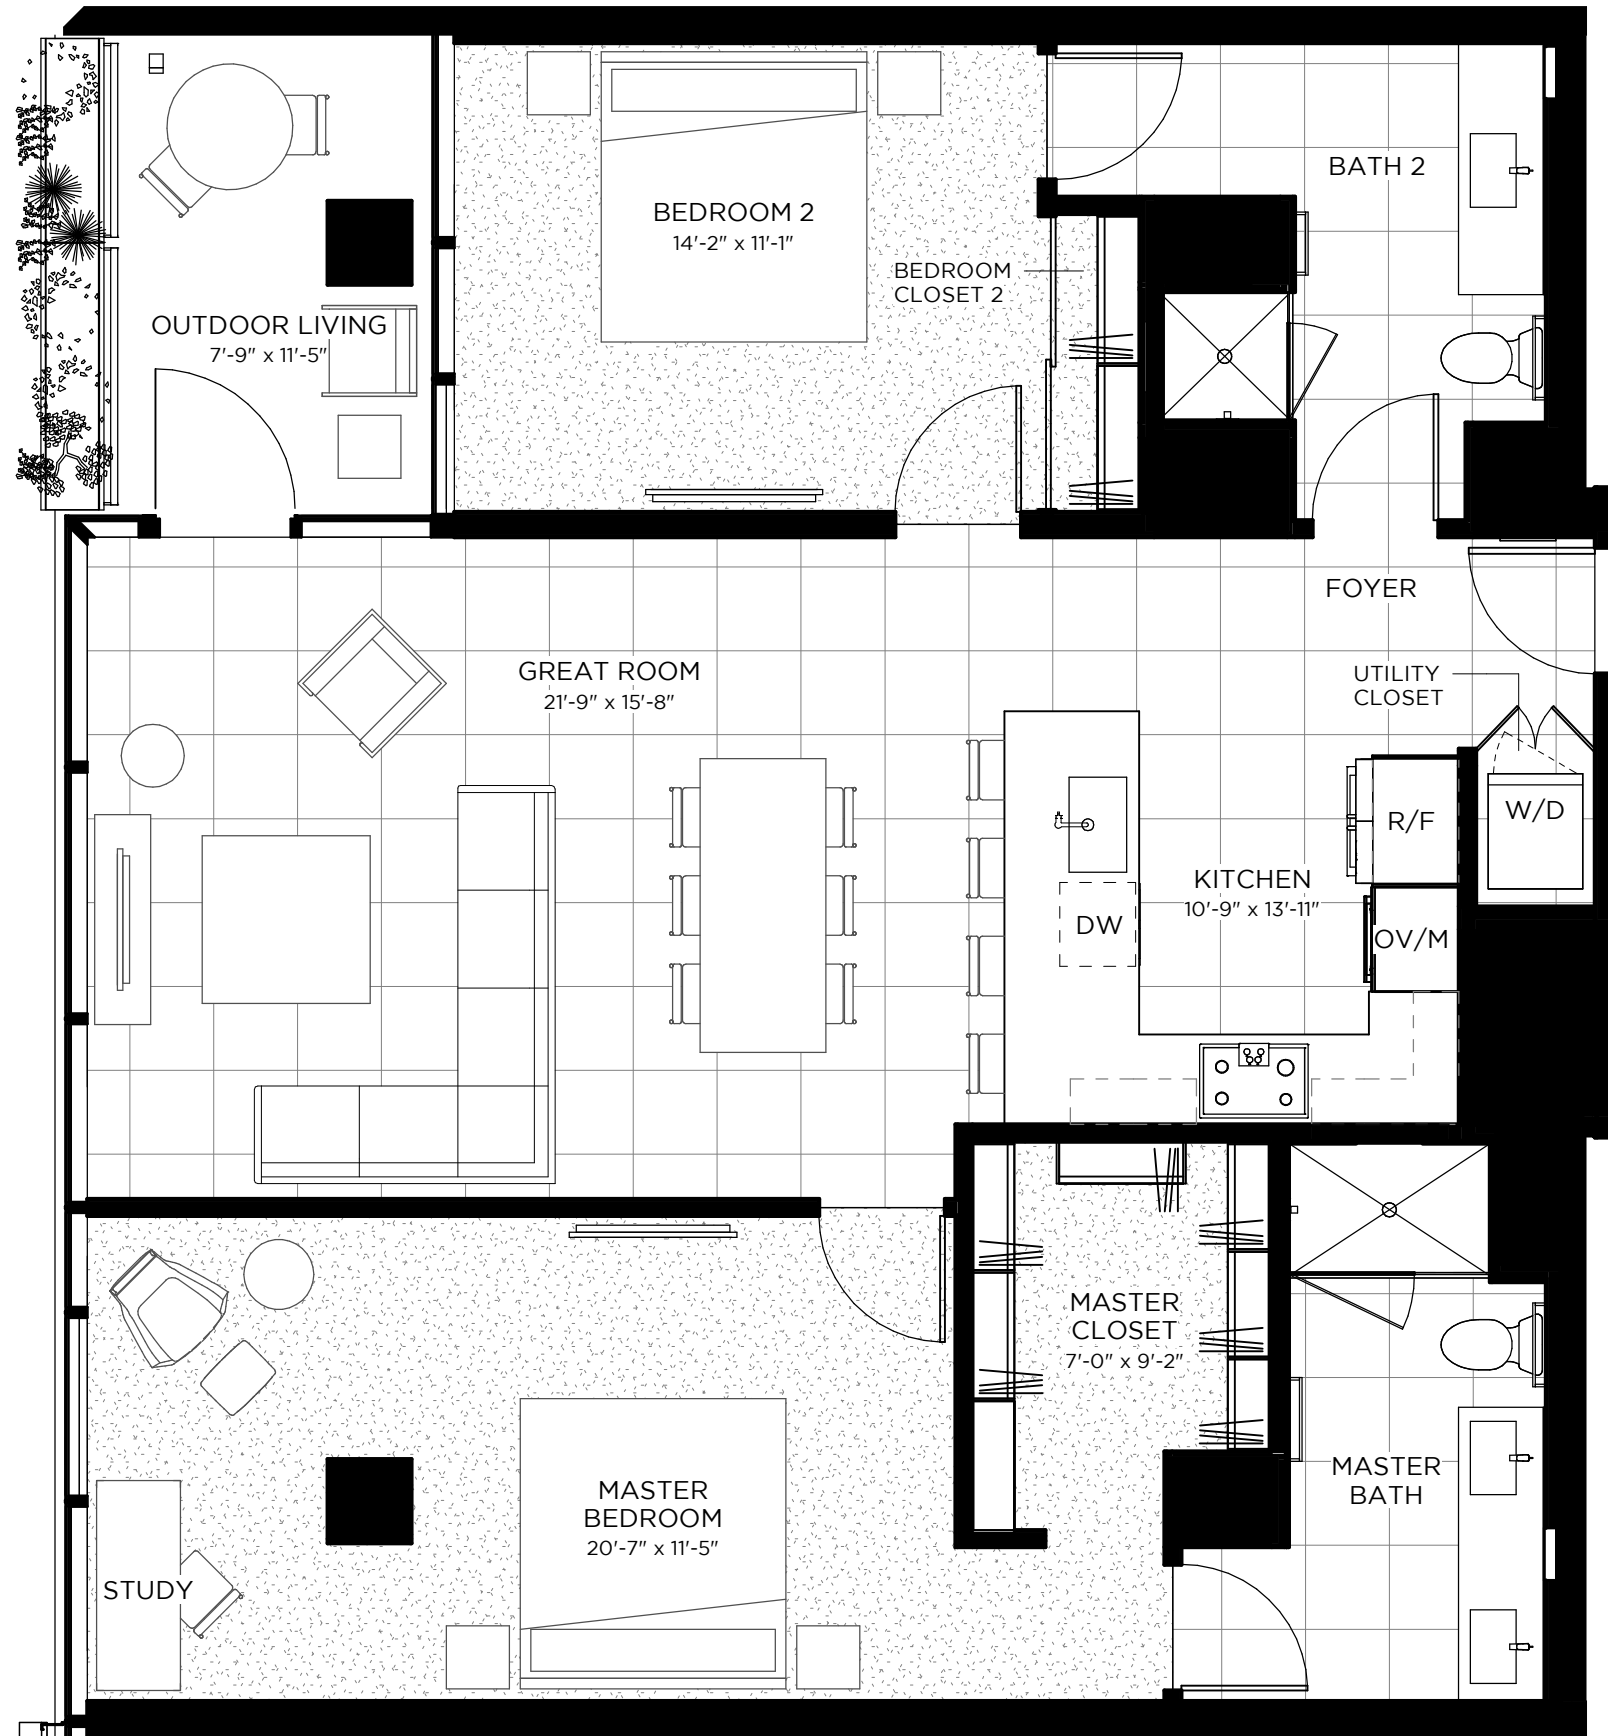 BATH 2
BEDROOM 2
14'-2" x 11'-1"
BEDROOM
CLOSET 2
OUTDOOR LIVING
7'-9" x 11'-5"
FOYER
GREAT ROOM
21'-9" x 15'-8"
UTILITY
CLOSET
R/F
W/D
KITCHEN
10'-9" x 13'-11"
DW
OV/M
MASTER
CLOSET
7'-0" x 9'-2"
MASTER
BATH
MASTER
BEDROOM
20'-7" x 11'-5"
STUDY